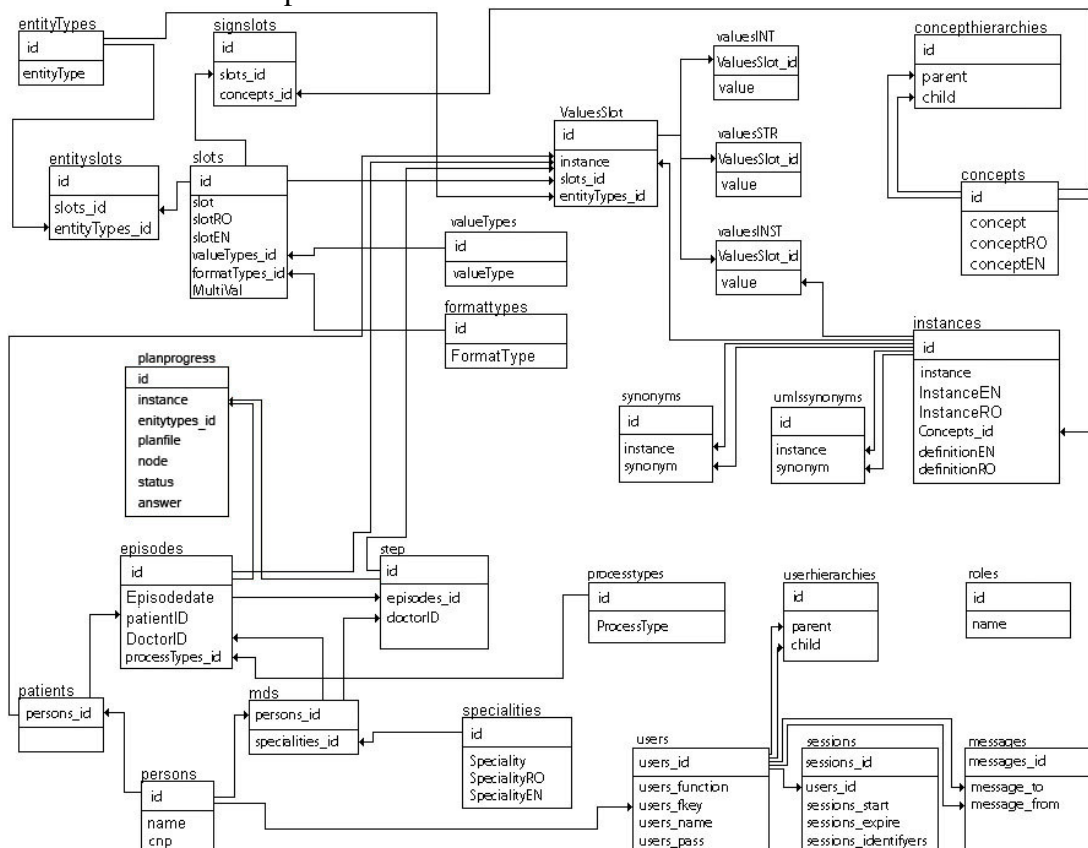 entityTypes
id
entityType
signslots
id
slots_id
concepts_id
valuesINT
ValuesSlot_id
value
concepthierarchies
id
parent
child
ValuesSlot
id
instance
slots_id
entityTypes_id
valuesSTR
ValuesSlot_id
value
entityslots
id
slots_id
entityTypes_id
slots
id
slot
slotRO
slotEN
valueTypes_id
formatTypes_id
MultiVal
concepts
id
concept
conceptRO
conceptEN
valueTypes
id
valueType
valuesINST
ValuesSlot_id
value
formattypes
id
FormatType
instances
id
instance
InstanceEN
InstanceRO
Concepts_id
definitionEN
definitionRO
planprogress
id
instance
enitytypes_id
planfile
node
status
answer
synonyms
id
instance
synonym
umlssynonyms
id
instance
synonym
episodes
id
Episodedate
patientID
DoctorID
processTypes_id
step
id
episodes_id
doctorID
processtypes
id
ProcessType
userhierarchies
id
parent
child
roles
id
name
patients
persons_id
mds
persons_id
specialities_id
specialities
id
Speciality
SpecialityRO
SpecialityEN
persons
id
name
cnp
users
users_id
users_function
users_fkey
users_name
users_pass
sessions
sessions_id
users_id
sessions_start
sessions_expire
sessions_identifyers
messages
messages_id
message_to
message_from